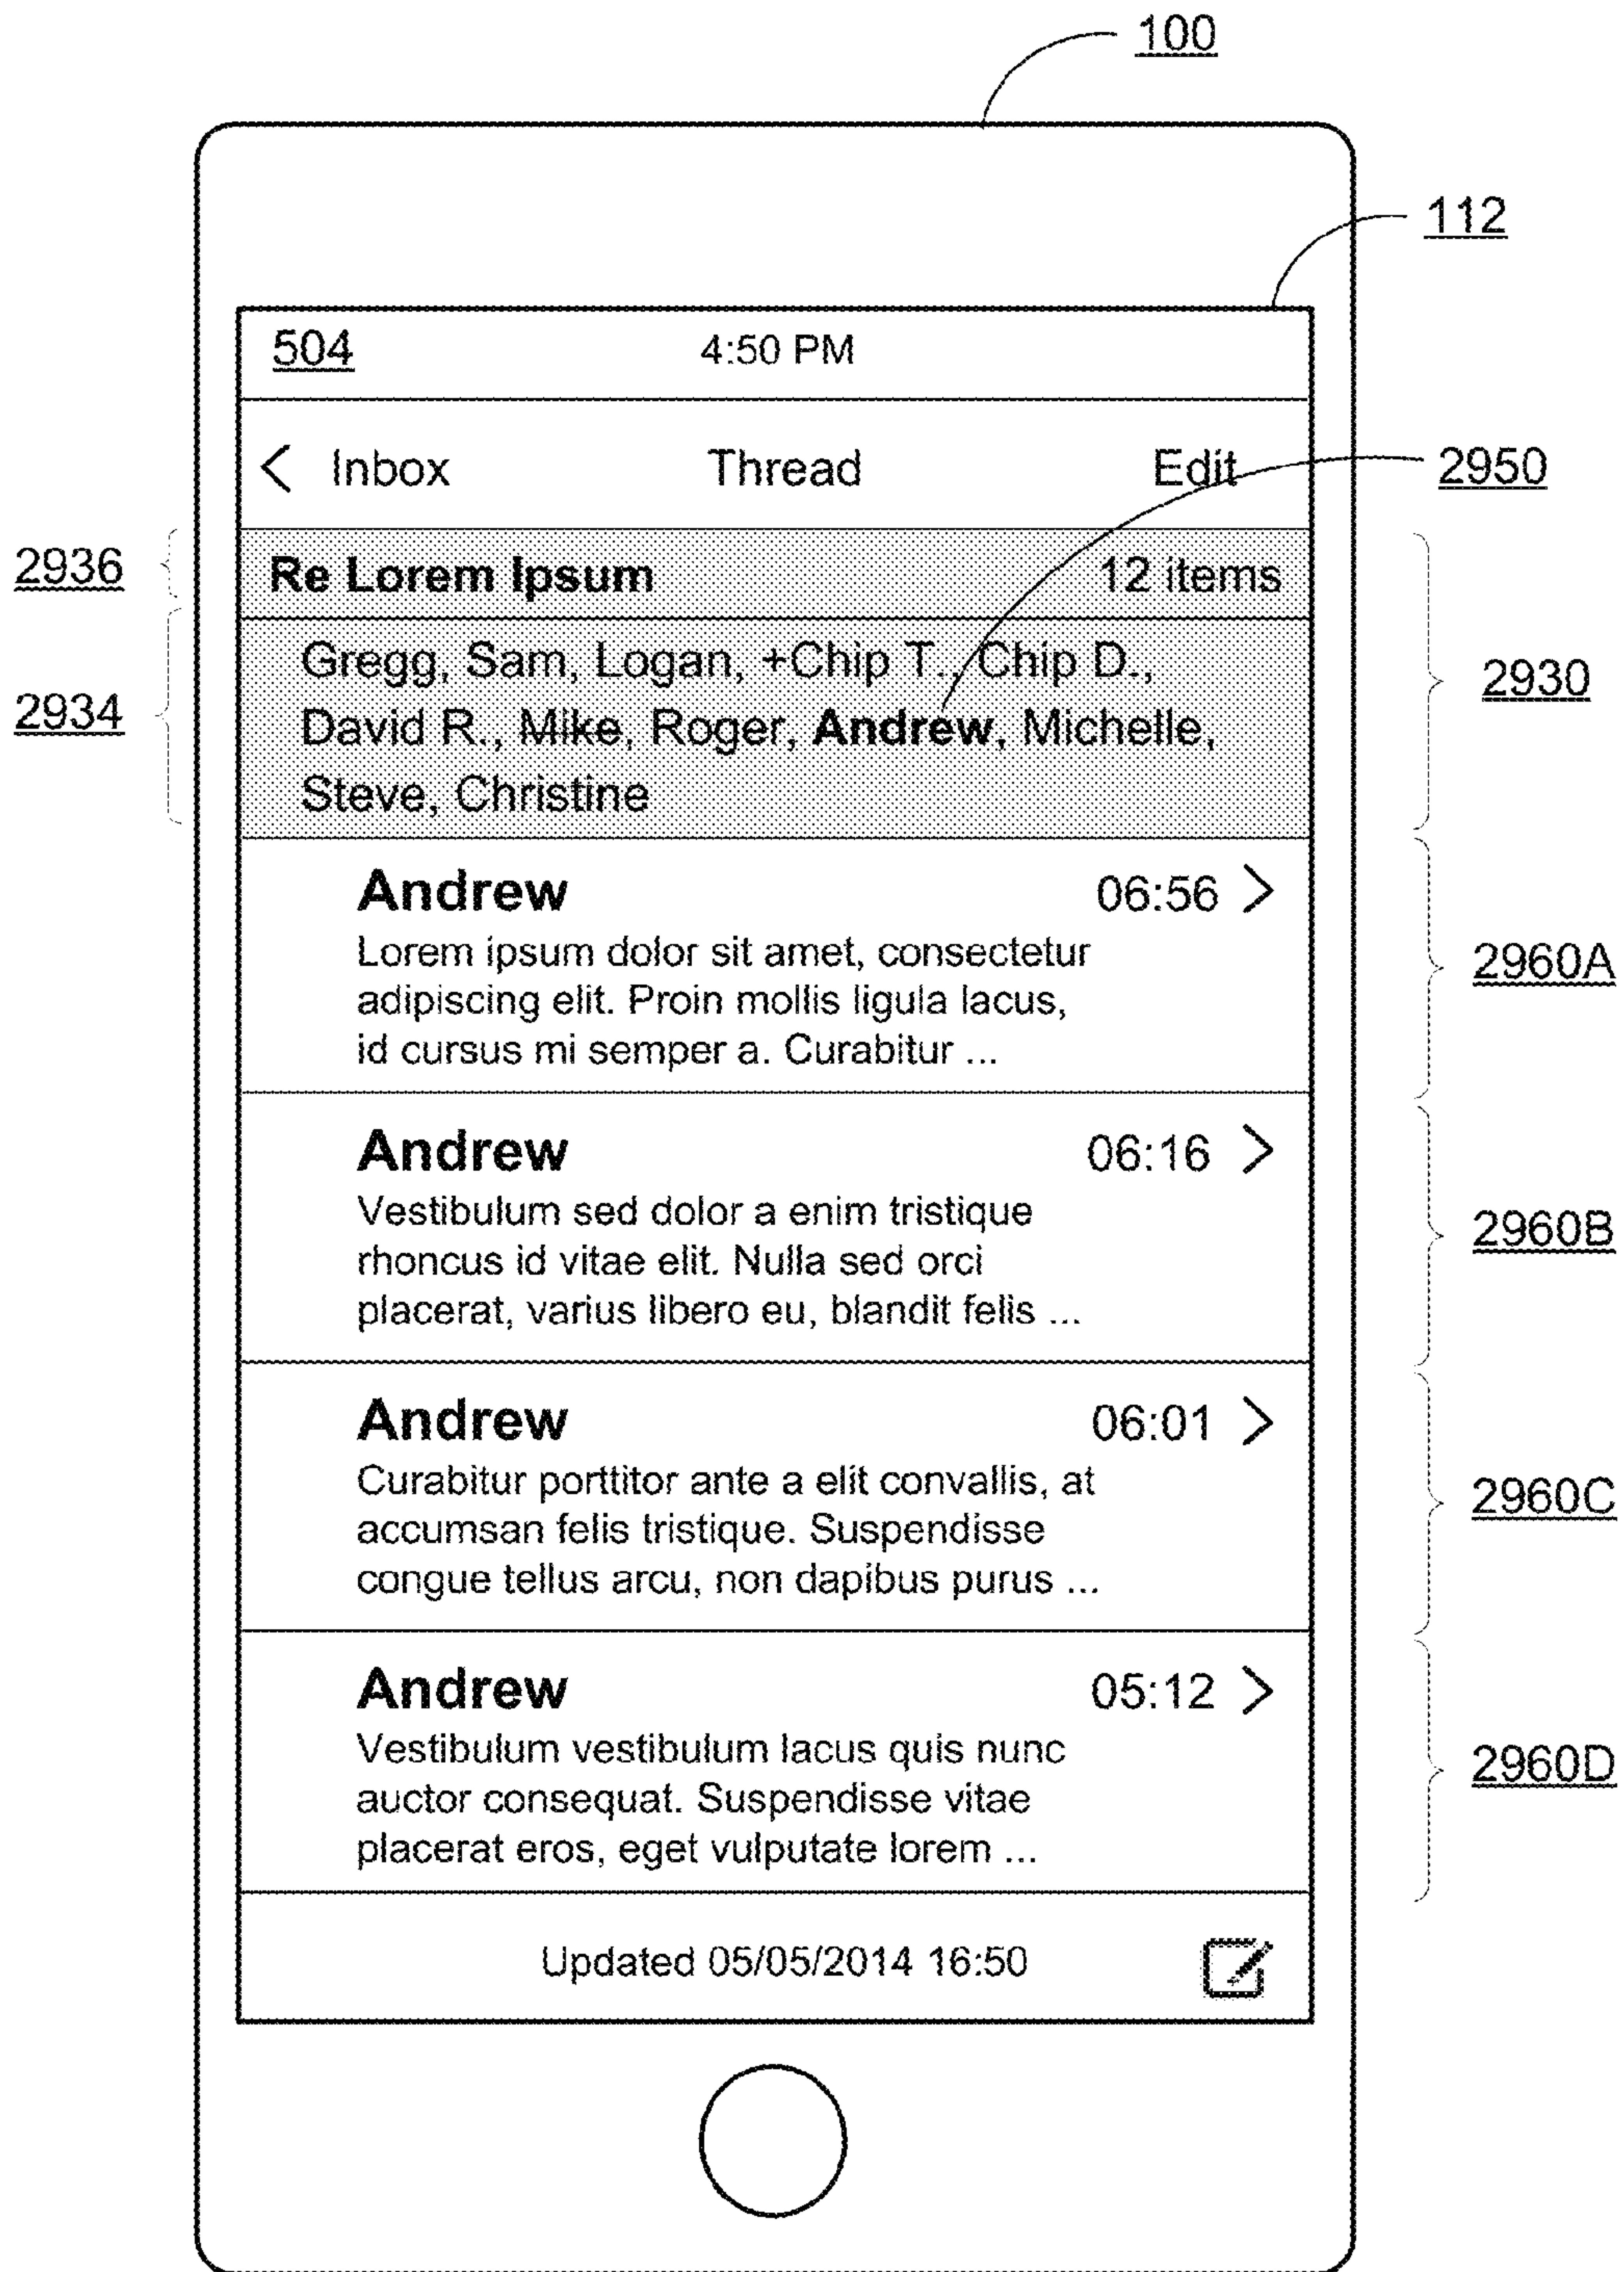 100
112
504 4:50 PM
< Inbox Thread Edit 2950
2936 Re Lorem Ipsum 12 items
Gregg, Sam, Logan, +Chip T., Chip D.,
2930
2934 David R., Mike, Roger, Andrew, Michelle,
Steve, Christine
Andrew 06:56 >
Lorem ipsum dolor sit amet, consectetur
2960A
adipiscing elit. Proin mollis ligula lacus,
id cursus mi semper a. Curabitur ...
Andrew 06:16 >
Vestibulum sed dolor a enim tristique
2960B
rhoncus id vitae elit. Nulla sed orci
placerat, varius libero eu, blandit felis ...
Andrew 06:01 >
Curabitur porttitor ante a elit convallis, at
2960C
accumsan felis tristique. Suspendisse
congue tellus arcu, non dapibus purus ...
Andrew 05:12 >
Vestibulum vestibulum lacus quis nunc
2960D
auctor consequat. Suspendisse vitae
placerat eros, eget vulputate lorem ...
Updated 05/05/2014 16:50